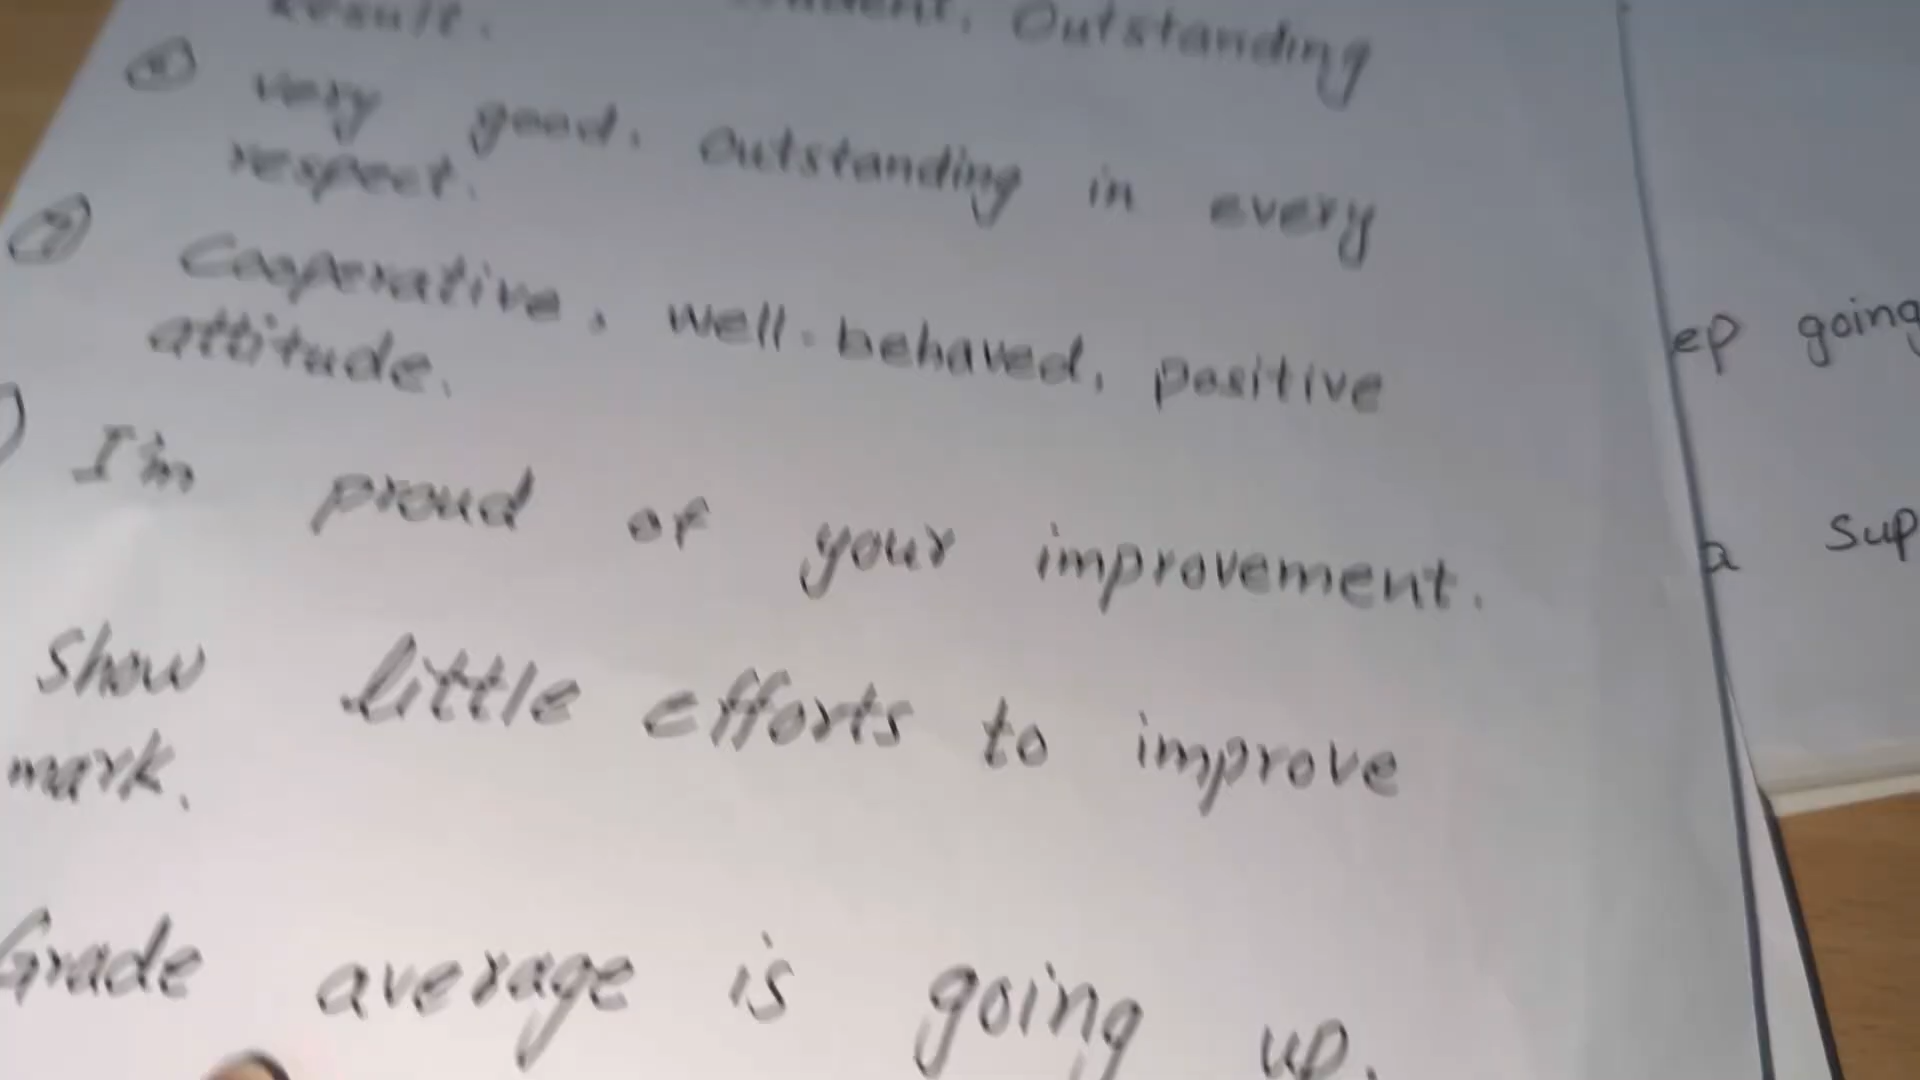 Outstanding
result.
very good. Outstanding in every
respect.
Cooperative, well-behaved, positive
attitude.
I'm proud of your improvement.
Show little efforts to improve
mark.
Grade average is going up.
ep going
a sup